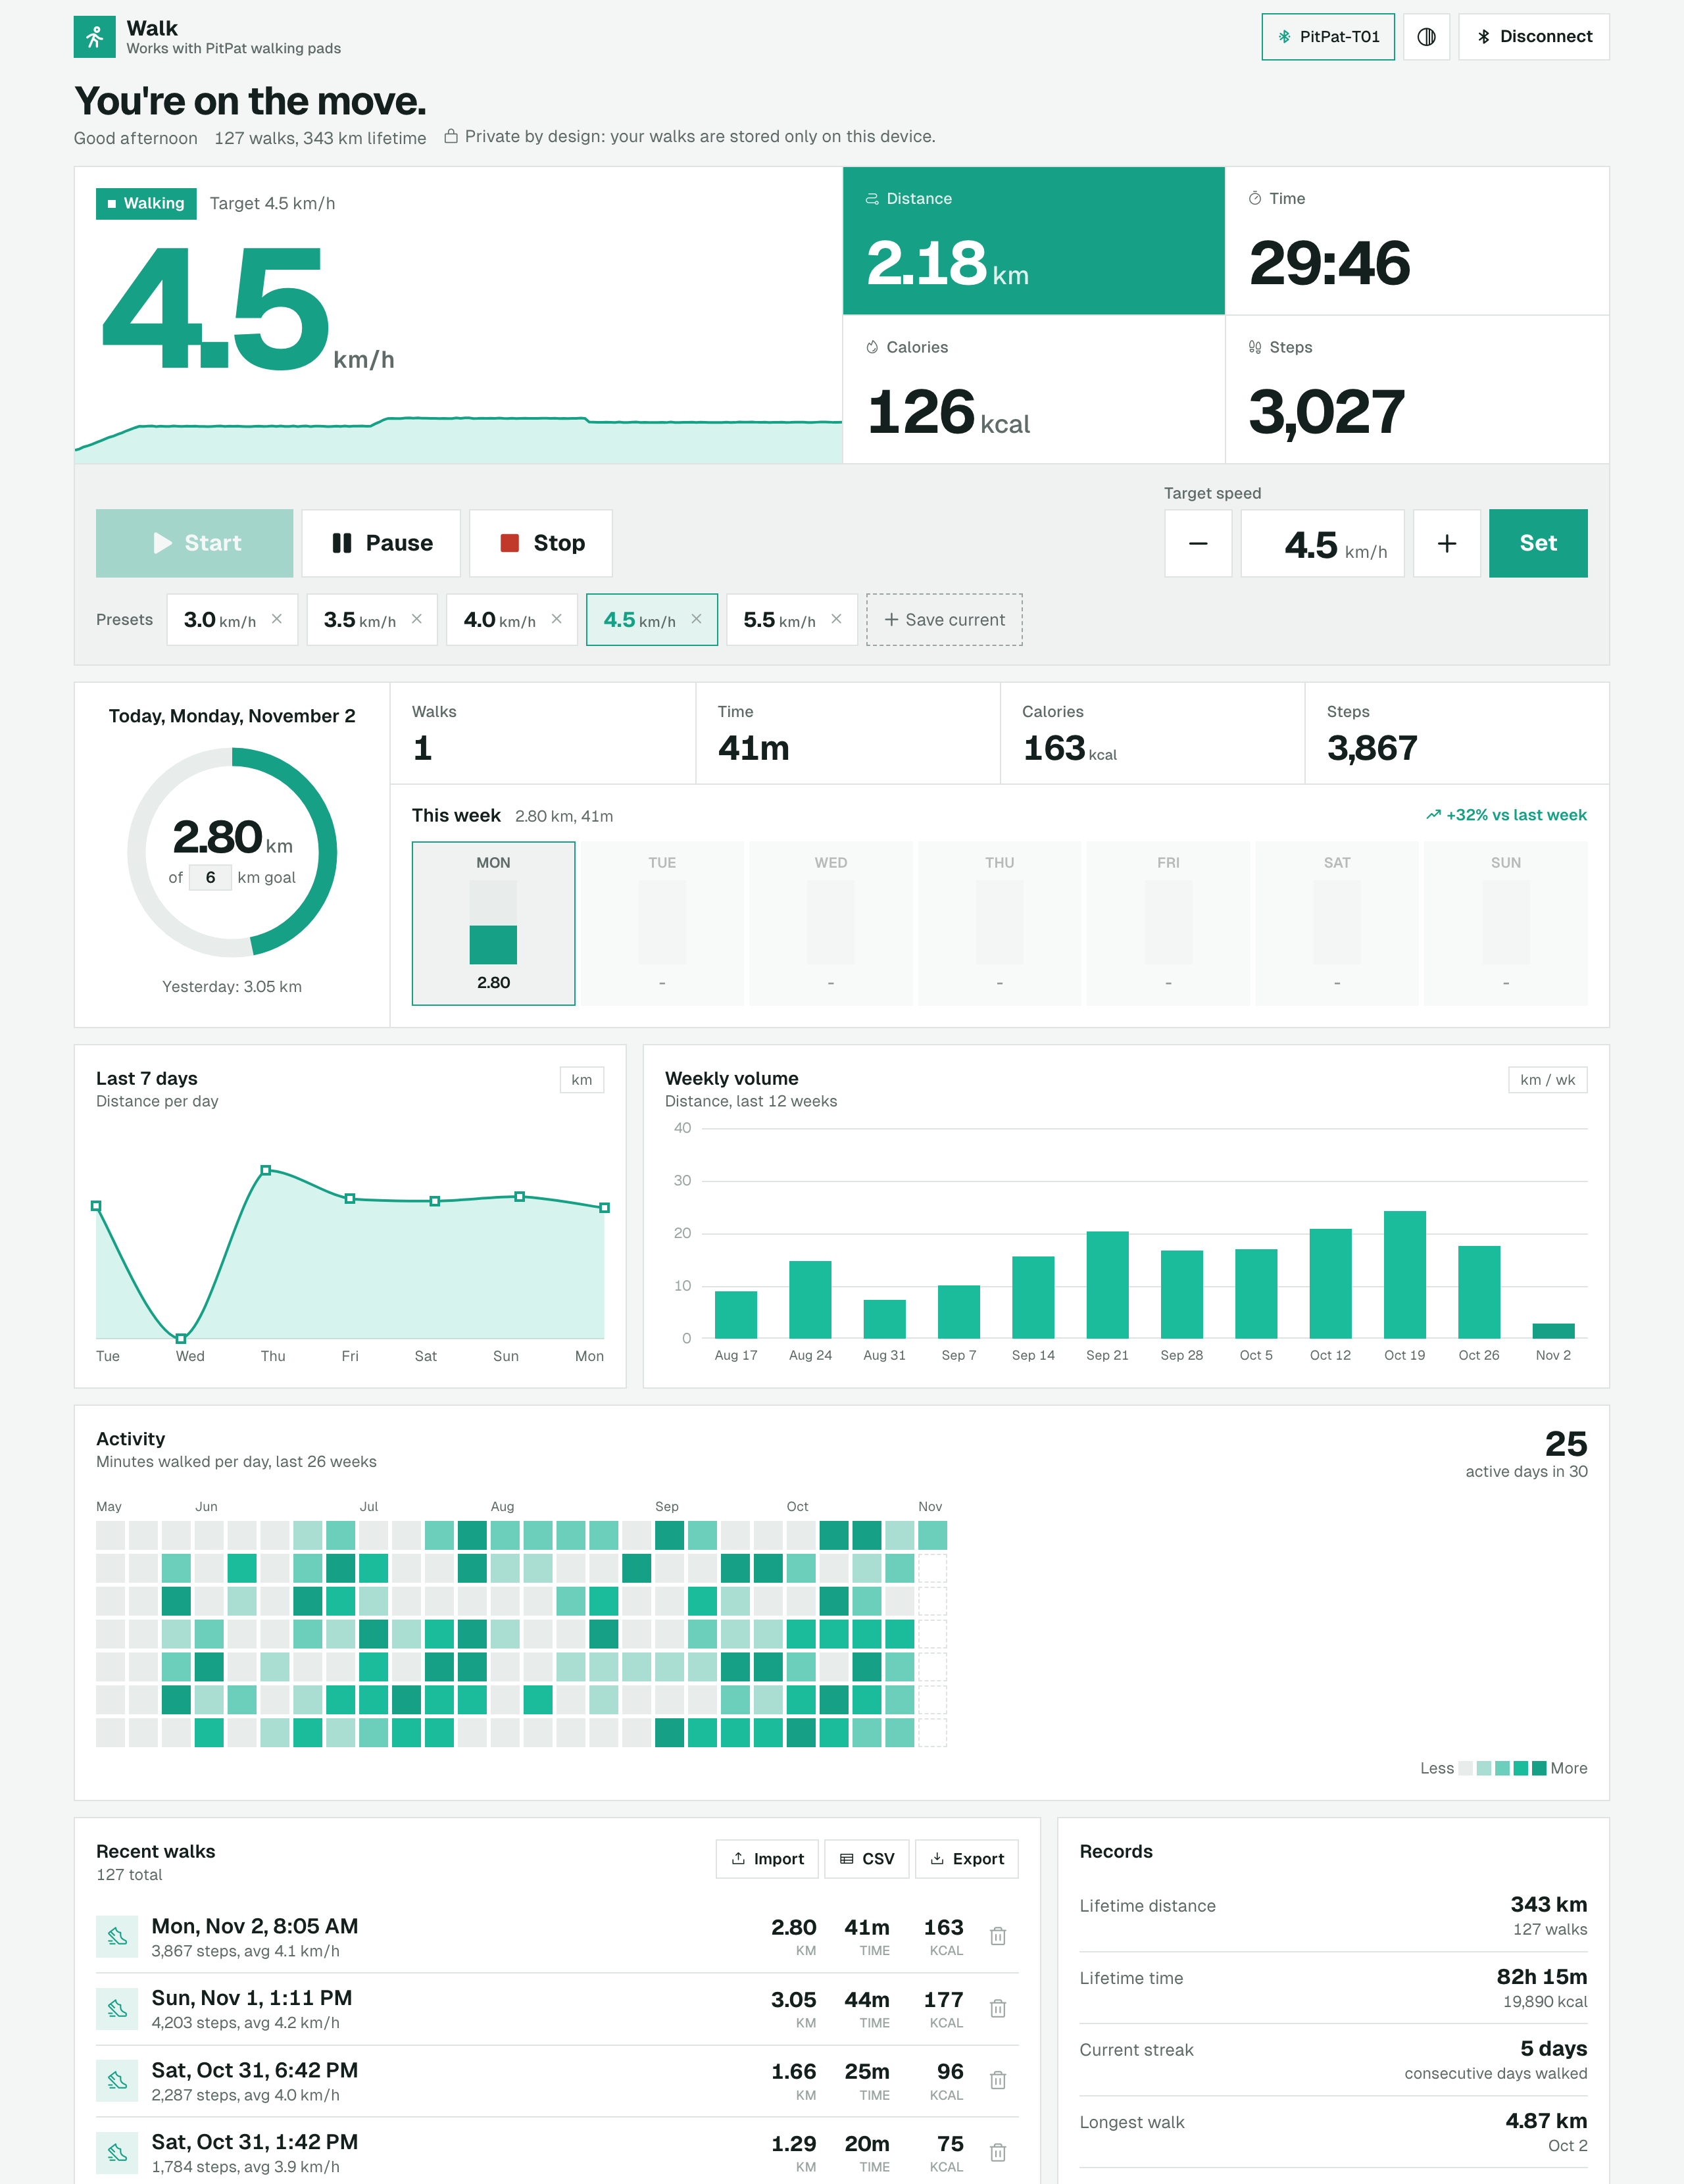 Walk
Works with PitPat walking pads
PitPat-T01
Disconnect
You're on the move.
Good afternoon 127 walks, 343 km lifetime Private by design: your walks are stored only on this device.
Walking Target 4.5 km/h
4.5 km/h
Distance
2.18 km
Time
29:46
Calories
126 kcal
Steps
3,027
Start Pause Stop
Target speed
− 4.5 km/h + Set
Presets 3.0 km/h × 3.5 km/h × 4.0 km/h × 4.5 km/h × 5.5 km/h × + Save current
Today, Monday, November 2
2.80 km
of 6 km goal
Yesterday: 3.05 km
Walks
1
Time
41m
Calories
163 kcal
Steps
3,867
This week 2.80 km, 41m
+32% vs last week
MON TUE WED THU FRI SAT SUN
2.80 - - - - - -
Last 7 days
Distance per day
km
Tue Wed Thu Fri Sat Sun Mon
Weekly volume
Distance, last 12 weeks
km / wk
40
30
20
10
0
Aug 17 Aug 24 Aug 31 Sep 7 Sep 14 Sep 21 Sep 28 Oct 5 Oct 12 Oct 19 Oct 26 Nov 2
Activity
Minutes walked per day, last 26 weeks
25
active days in 30
May Jun Jul Aug Sep Oct Nov
Less More
Recent walks
127 total
Import CSV Export
Mon, Nov 2, 8:05 AM
3,867 steps, avg 4.1 km/h
2.80 41m 163
KM TIME KCAL
Sun, Nov 1, 1:11 PM
4,203 steps, avg 4.2 km/h
3.05 44m 177
KM TIME KCAL
Sat, Oct 31, 6:42 PM
2,287 steps, avg 4.0 km/h
1.66 25m 96
KM TIME KCAL
Sat, Oct 31, 1:42 PM
1,784 steps, avg 3.9 km/h
1.29 20m 75
KM TIME KCAL
Records
Lifetime distance
343 km
127 walks
Lifetime time
82h 15m
19,890 kcal
Current streak
5 days
consecutive days walked
Longest walk
4.87 km
Oct 2